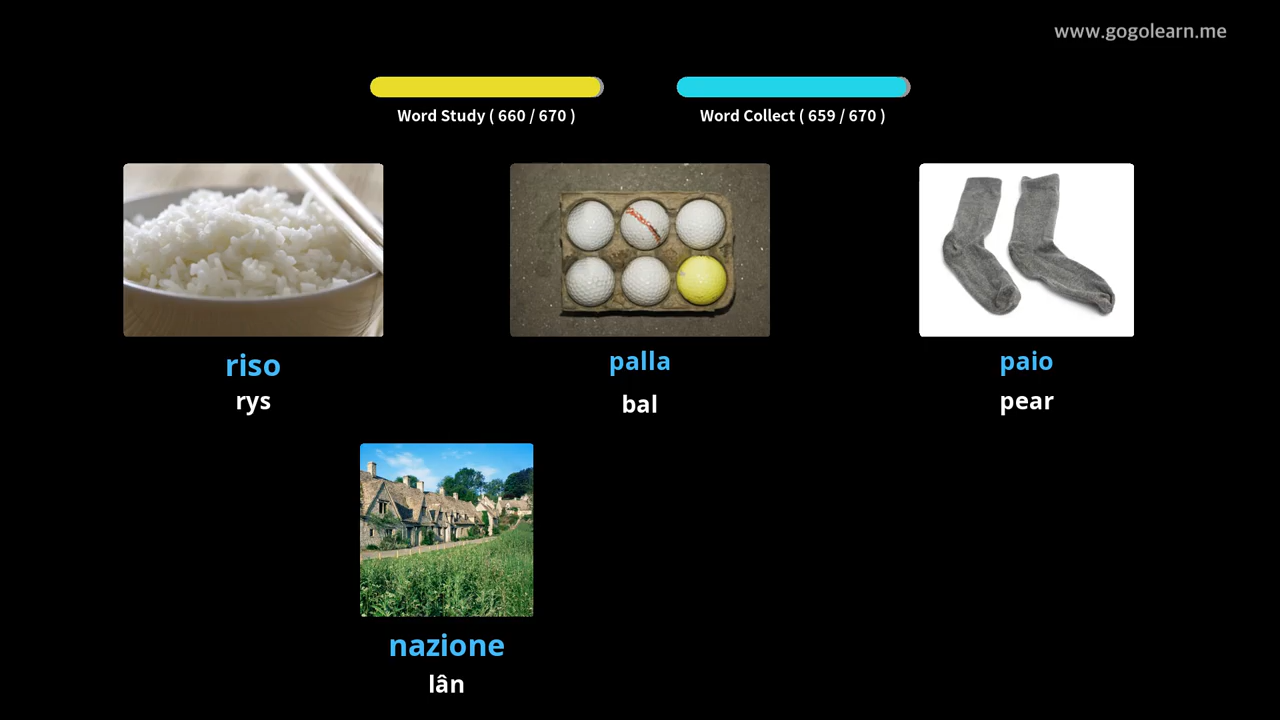 www.gogolearn.me
Word Study ( 660 / 670 )
Word Collect ( 659 / 670 )
riso
rys
palla
bal
paio
pear
nazione
lân